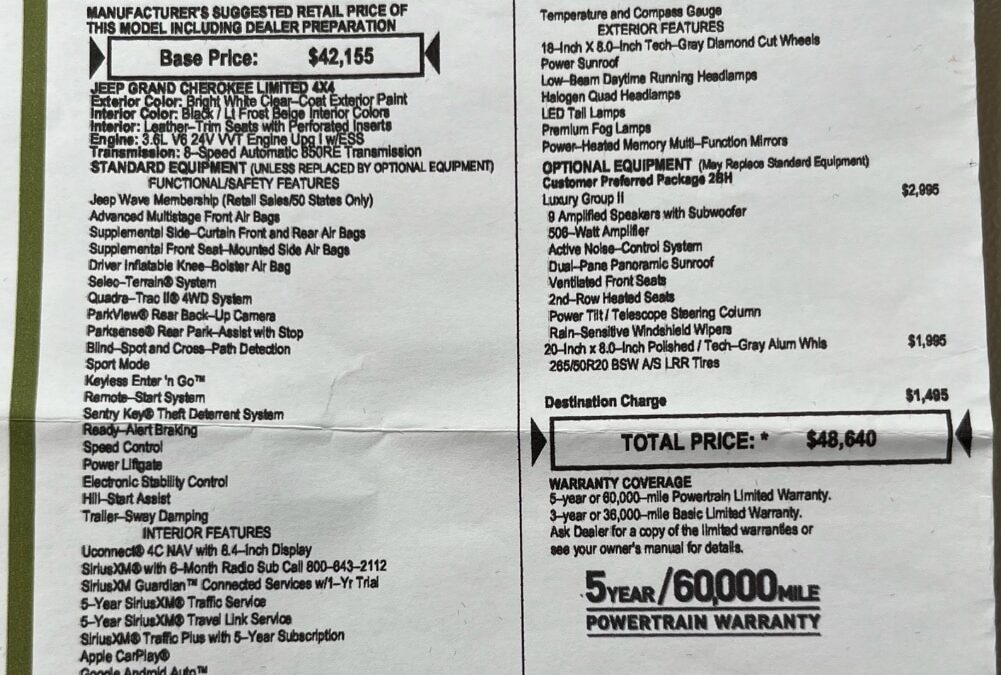 MANUFACTURER'S SUGGESTED RETAIL PRICE OF
THIS MODEL INCLUDING DEALER PREPARATION
Base Price: $42,155
JEEP GRAND CHEROKEE LIMITED 4X4
Exterior Color: Bright White Clear–Coat Exterior Paint
Interior Color: Black / Lt Frost Beige Interior Colors
Interior: Leather–Trim Seats with Perforated Inserts
Engine: 3.6L V6 24V VVT Engine Upg I w/ESS
Transmission: 8–Speed Automatic 850RE Transmission
STANDARD EQUIPMENT (UNLESS REPLACED BY OPTIONAL EQUIPMENT)
FUNCTIONAL/SAFETY FEATURES
Jeep Wave Membership (Retail Sales/50 States Only)
Advanced Multistage Front Air Bags
Supplemental Side–Curtain Front and Rear Air Bags
Supplemental Front Seat–Mounted Side Air Bags
Driver Inflatable Knee–Bolster Air Bag
Selec–Terrain® System
Quadra–Trac II® 4WD System
ParkView® Rear Back–Up Camera
Parksense® Rear Park–Assist with Stop
Blind–Spot and Cross–Path Detection
Sport Mode
Keyless Enter 'n Go™
Remote–Start System
Sentry Key® Theft Deterrent System
Ready–Alert Braking
Speed Control
Power Liftgate
Electronic Stability Control
Hill–Start Assist
Trailer–Sway Damping
INTERIOR FEATURES
Uconnect® 4C NAV with 8.4–Inch Display
SiriusXM® with 6–Month Radio Sub Call 800–643–2112
SiriusXM Guardian™ Connected Services w/1–Yr Trial
5–Year SiriusXM® Traffic Service
5–Year SiriusXM® Travel Link Service
SiriusXM® Traffic Plus with 5–Year Subscription
Apple CarPlay®
Google Android Auto™
Temperature and Compass Gauge
EXTERIOR FEATURES
18–Inch X 8.0–Inch Tech–Gray Diamond Cut Wheels
Power Sunroof
Low–Beam Daytime Running Headlamps
Halogen Quad Headlamps
LED Tail Lamps
Premium Fog Lamps
Power–Heated Memory Multi–Function Mirrors
OPTIONAL EQUIPMENT (May Replace Standard Equipment)
Customer Preferred Package 2BH
Luxury Group II $2,995
9 Amplified Speakers with Subwoofer
506–Watt Amplifier
Active Noise–Control System
Dual–Pane Panoramic Sunroof
Ventilated Front Seats
2nd–Row Heated Seats
Power Tilt / Telescope Steering Column
Rain–Sensitive Windshield Wipers
20–Inch x 8.0–Inch Polished / Tech–Gray Alum Whls $1,995
265/50R20 BSW A/S LRR Tires
Destination Charge $1,495
TOTAL PRICE: * $48,640
WARRANTY COVERAGE
5–year or 60,000–mile Powertrain Limited Warranty.
3–year or 36,000–mile Basic Limited Warranty.
Ask Dealer for a copy of the limited warranties or
see your owner's manual for details.
5YEAR/60,000MILE
POWERTRAIN WARRANTY